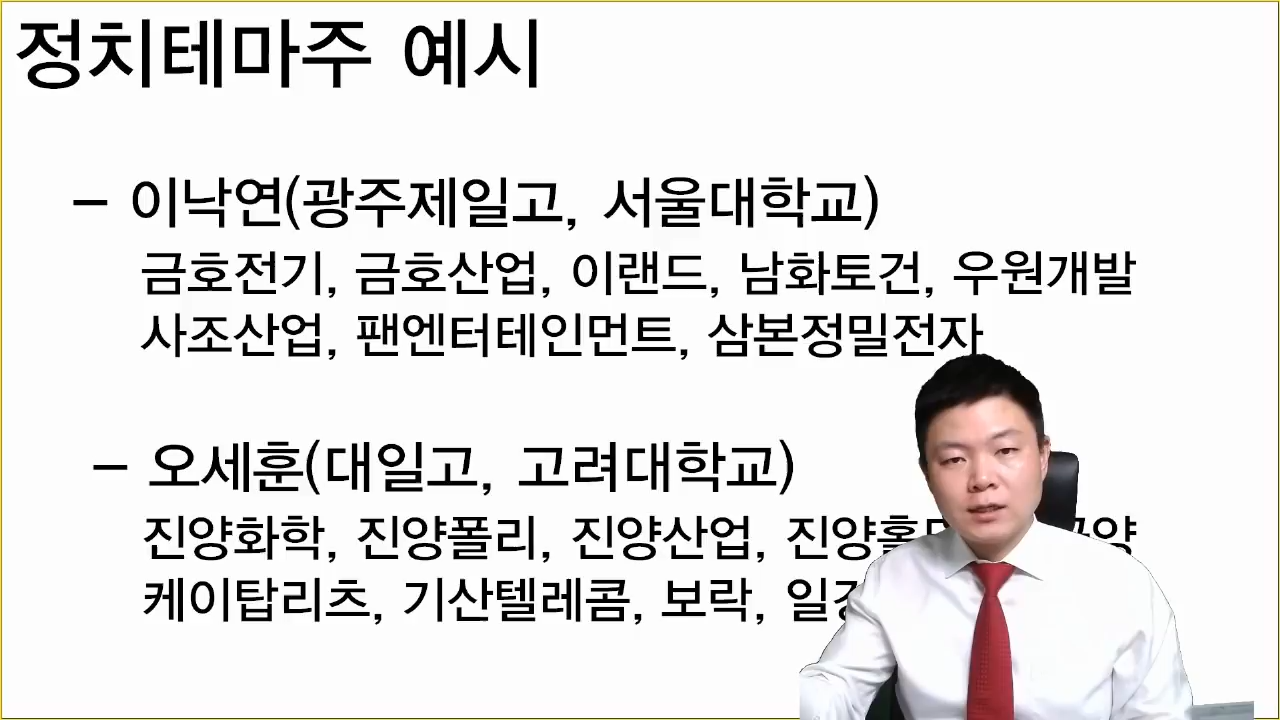 정치테마주 예시
– 이낙연(광주제일고, 서울대학교)
금호전기, 금호산업, 이랜드, 남화토건, 우원개발
사조산업, 팬엔터테인먼트, 삼본정밀전자
– 오세훈(대일고, 고려대학교)
진양화학, 진양폴리, 진양산업,
케이탑리츠, 기산텔레콤, 보락,